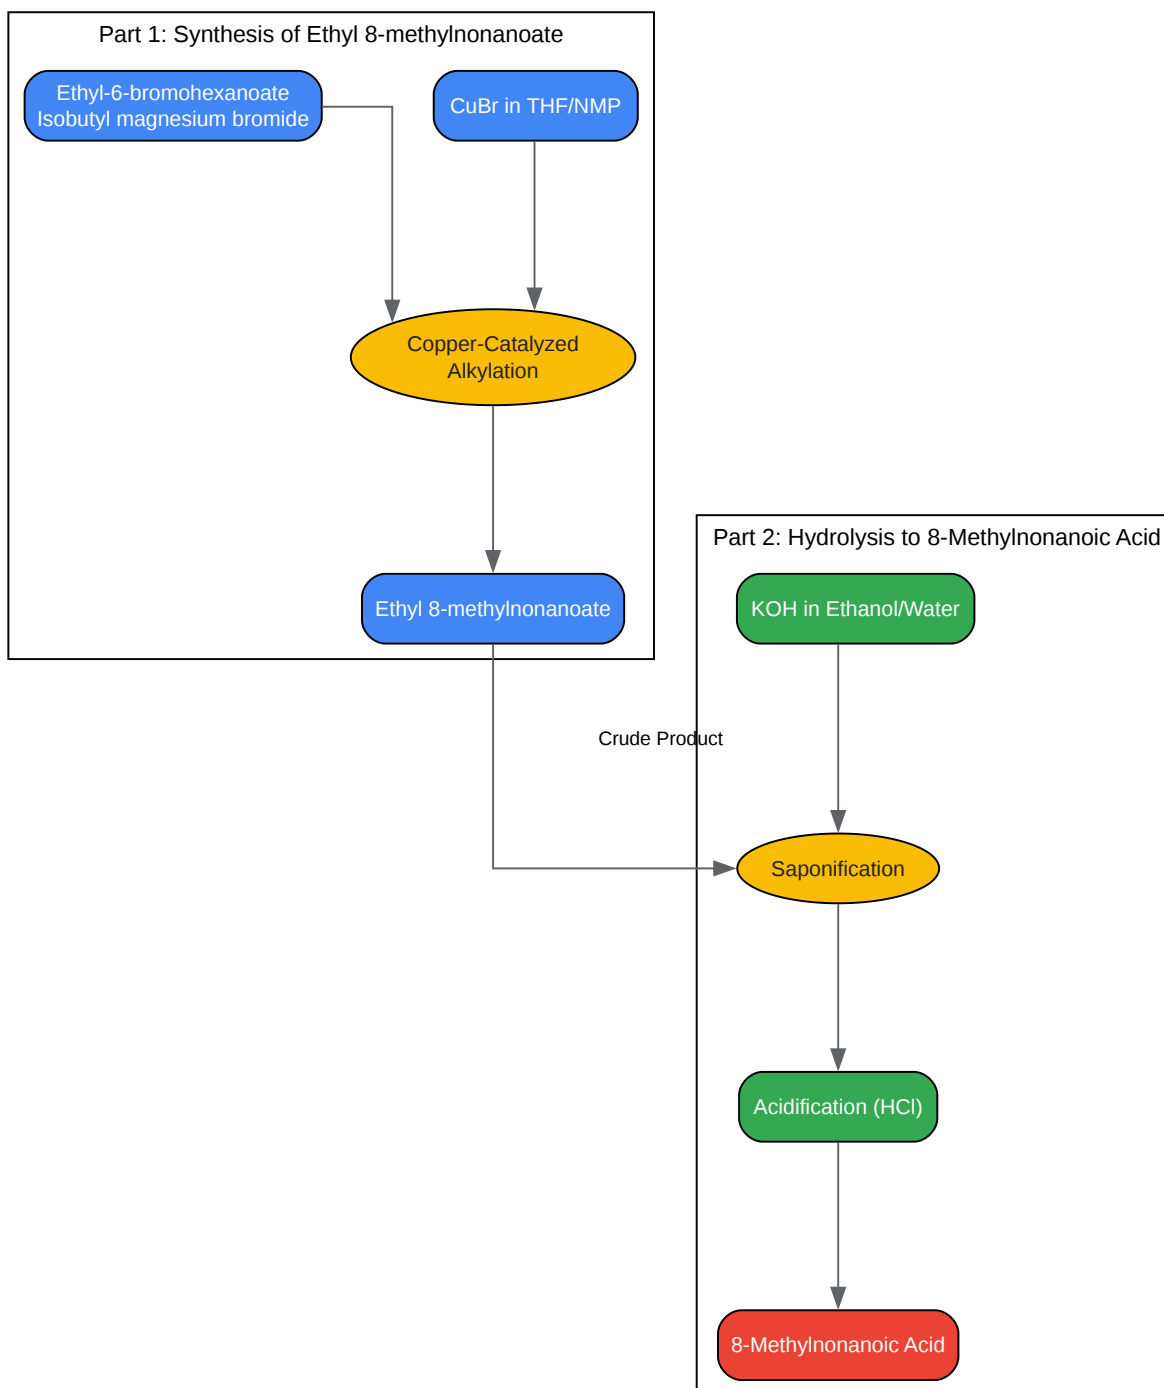 Part 1: Synthesis of Ethyl 8-methylnonanoate
Ethyl-6-bromohexanoate
Isobutyl magnesium bromide
CuBr in THF/NMP
Copper-Catalyzed
Alkylation
Ethyl 8-methylnonanoate
Part 2: Hydrolysis to 8-Methylnonanoic Acid
KOH in Ethanol/Water
Crude Product
Saponification
Acidification (HCl)
8-Methylnonanoic Acid